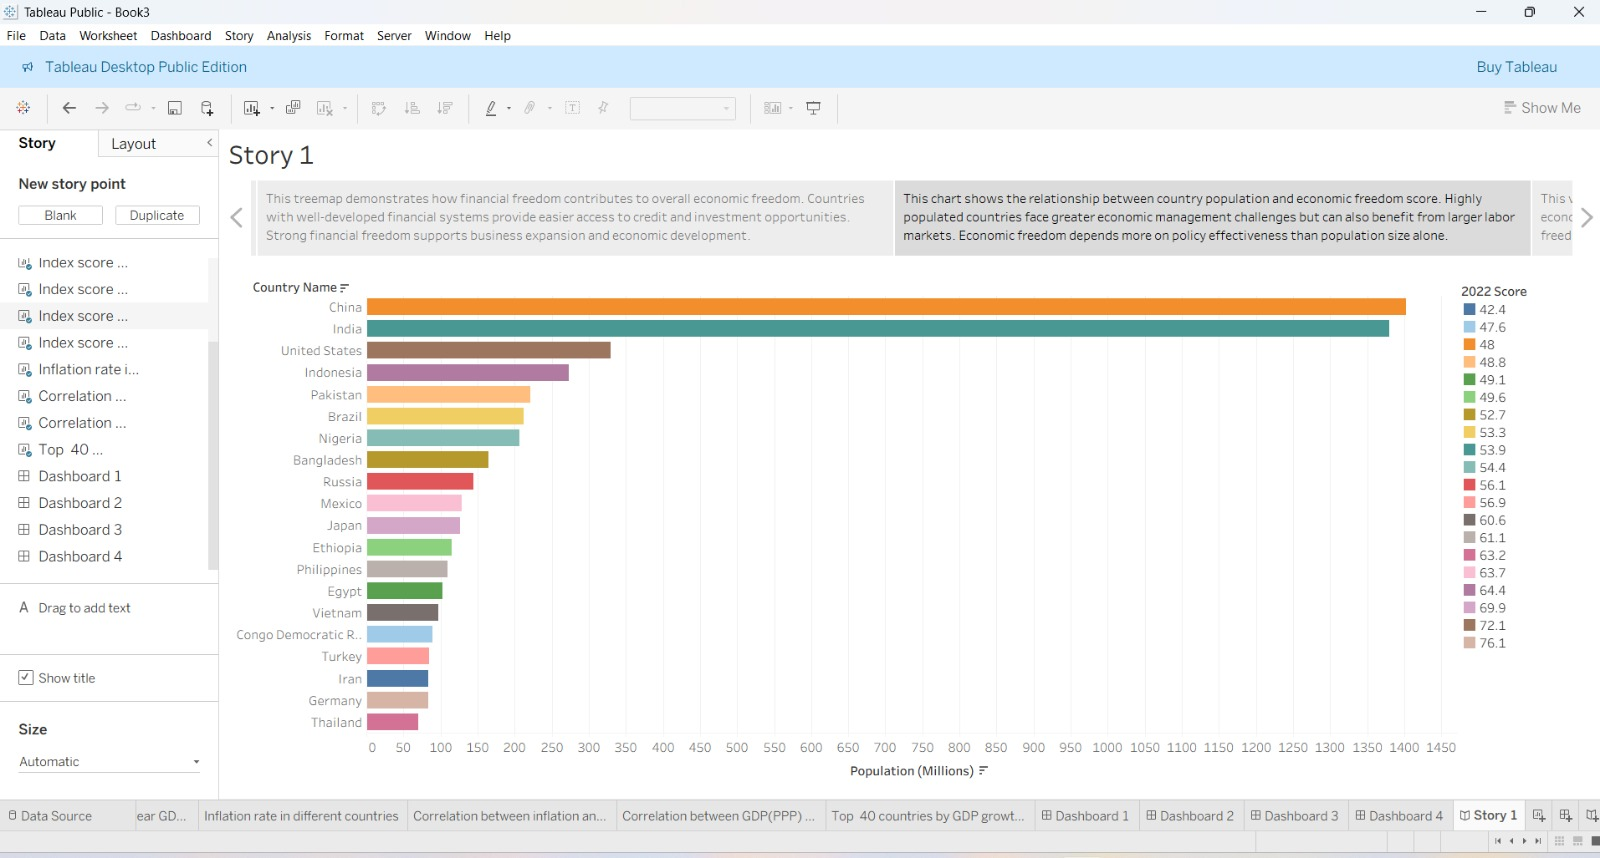 Tableau Public - Book3
File Data Worksheet Dashboard Story Analysis Format Server Window Help
Tableau Desktop Public Edition
Buy Tableau
Show Me
Story
Layout
New story point
Blank
Duplicate
Index score ...
Index score ...
Index score ...
Index score ...
Inflation rate i...
Correlation ...
Correlation ...
Top 40 ...
Dashboard 1
Dashboard 2
Dashboard 3
Dashboard 4
A Drag to add text
Show title
Size
Automatic
Story 1
This treemap demonstrates how financial freedom contributes to overall economic freedom. Countries
with well-developed financial systems provide easier access to credit and investment opportunities.
Strong financial freedom supports business expansion and economic development.
This chart shows the relationship between country population and economic freedom score. Highly
populated countries face greater economic management challenges but can also benefit from larger labor
markets. Economic freedom depends more on policy effectiveness than population size alone.
This
freed
Country Name
China
India
United States
Indonesia
Pakistan
Brazil
Nigeria
Bangladesh
Russia
Mexico
Japan
Ethiopia
Philippines
Egypt
Vietnam
Congo Democratic R..
Turkey
Iran
Germany
Thailand
0 50 100 150 200 250 300 350 400 450 500 550 600 650 700 750 800 850 900 950 1000 1050 1100 1150 1200 1250 1300 1350 1400 1450
Population (Millions)
2022 Score
42.4
47.6
48
48.8
49.1
49.6
52.7
53.3
53.9
54.4
56.1
56.9
60.6
61.1
63.2
63.7
64.4
69.9
72.1
76.1
Data Source
ear GD...
Inflation rate in different countries
Correlation between inflation an...
Correlation between GDP(PPP) ...
Top 40 countries by GDP growt...
Dashboard 1
Dashboard 2
Dashboard 3
Dashboard 4
Story 1